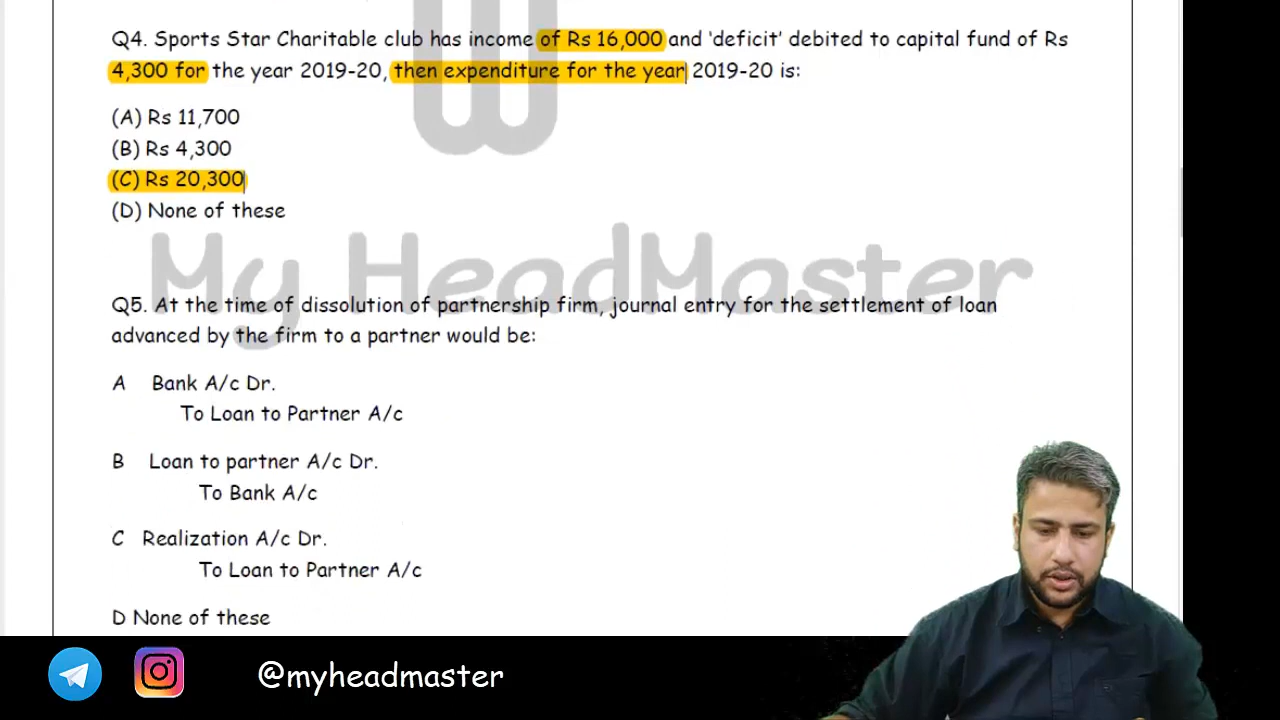 Q4. Sports Star Charitable club has income of Rs 16,000 and ‘deficit’ debited to capital fund of Rs
4,300 for the year 2019-20, then expenditure for the year 2019-20 is:
(A) Rs 11,700
(B) Rs 4,300
(C) Rs 20,300
(D) None of these
My HeadMaster
Q5. At the time of dissolution of partnership firm, journal entry for the settlement of loan
advanced by the firm to a partner would be:
A Bank A/c Dr.
To Loan to Partner A/c
B Loan to partner A/c Dr.
To Bank A/c
C Realization A/c Dr.
To Loan to Partner A/c
D None of these
@myheadmaster